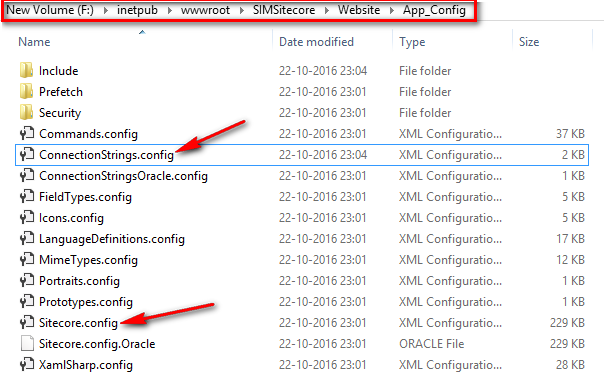 New Volume (F:) inetpub wwwroot SIMSitecore Website App_Config
Name Date modified Type Size
Include 22-10-2016 23:04 File folder
Prefetch 22-10-2016 23:01 File folder
Security 22-10-2016 23:01 File folder
Commands.config 22-10-2016 23:01 XML Configuratio... 37 KB
ConnectionStrings.config 22-10-2016 23:04 XML Configuratio... 2 KB
ConnectionStringsOracle.config 22-10-2016 23:01 XML Configuratio... 1 KB
FieldTypes.config 22-10-2016 23:01 XML Configuratio... 5 KB
Icons.config 22-10-2016 23:01 XML Configuratio... 5 KB
LanguageDefinitions.config 22-10-2016 23:01 XML Configuratio... 17 KB
MimeTypes.config 22-10-2016 23:01 XML Configuratio... 12 KB
Portraits.config 22-10-2016 23:01 XML Configuratio... 1 KB
Prototypes.config 22-10-2016 23:01 XML Configuratio... 1 KB
Sitecore.config 22-10-2016 23:01 XML Configuratio... 229 KB
Sitecore.config.Oracle 22-10-2016 23:01 ORACLE File 229 KB
XamlSharp.config 22-10-2016 23:01 XML Configuratio... 28 KB